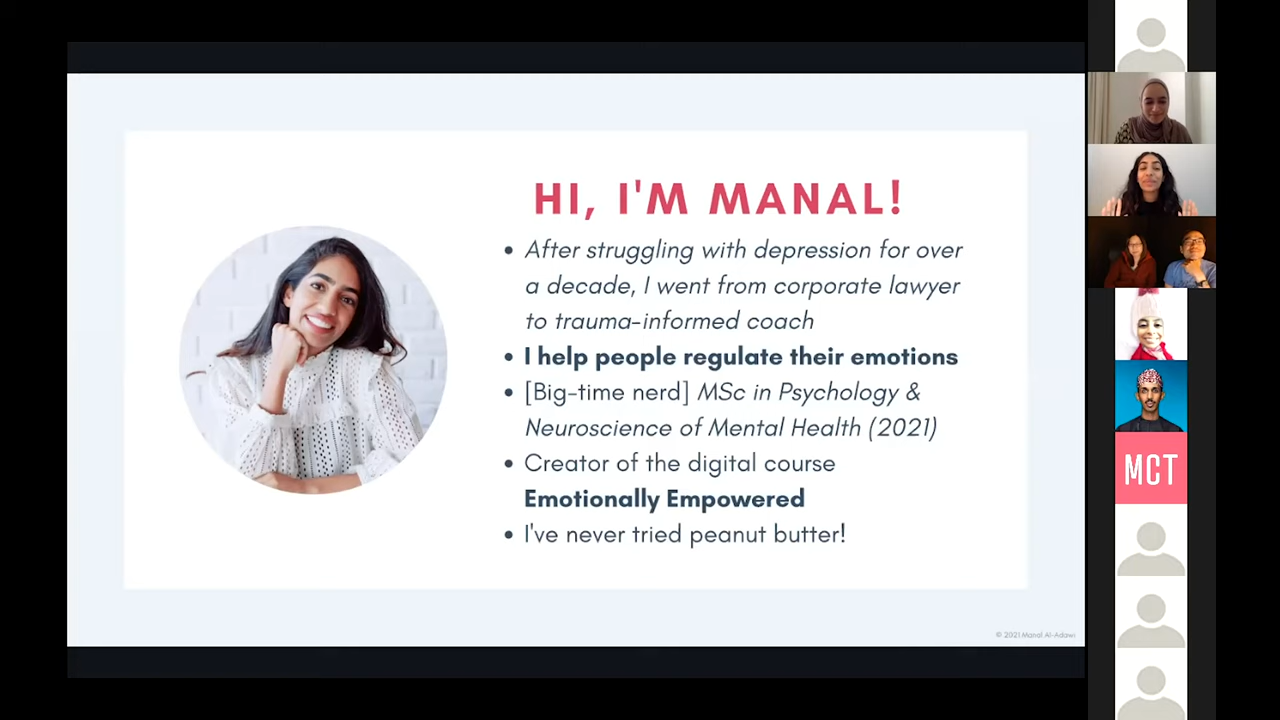 HI, I'M MANAL!
• After struggling with depression for over
a decade, I went from corporate lawyer
to trauma-informed coach
• I help people regulate their emotions
• [Big-time nerd] MSc in Psychology &
Neuroscience of Mental Health (2021)
• Creator of the digital course
Emotionally Empowered
• I've never tried peanut butter!
© 2021 Manal Al-Adawi
MCT